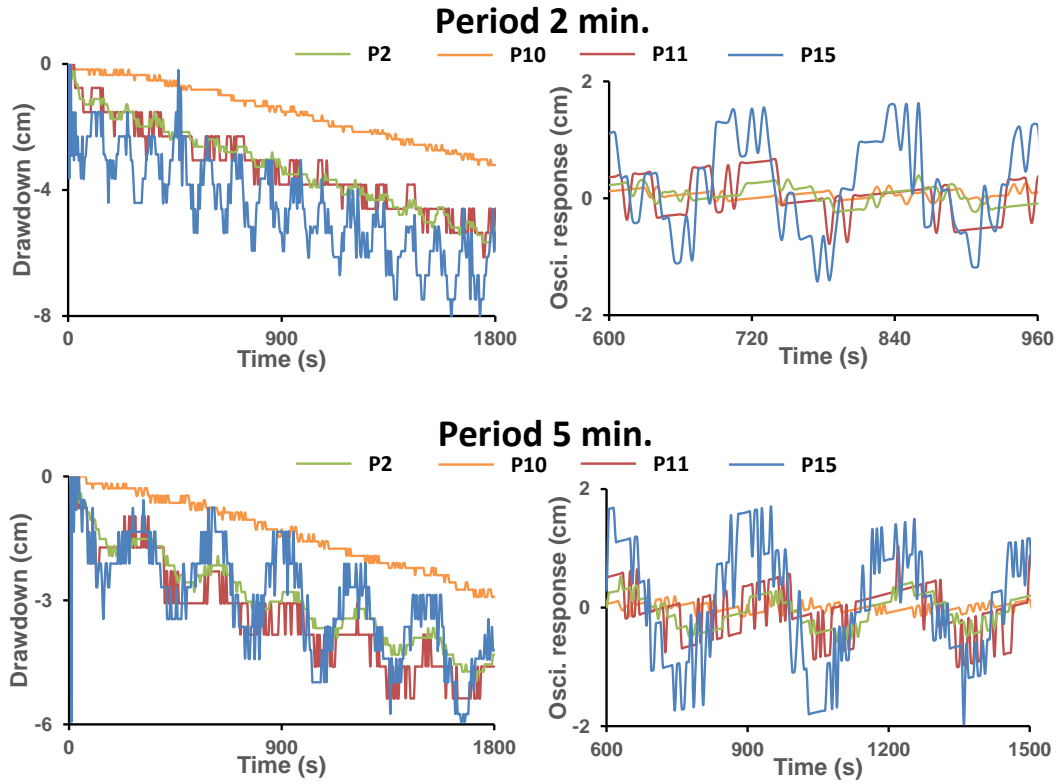 Period 2 min.
P2 P10 P11 P15
Drawdown (cm)
0
-4
-8
0 900 1800
Time (s)
Osci. response (cm)
2
0
-2
600 720 840 960
Time (s)
Period 5 min.
P2 P10 P11 P15
Drawdown (cm)
0
-3
-6
0 900 1800
Time (s)
Osci. response (cm)
2
0
-2
600 900 1200 1500
Time (s)